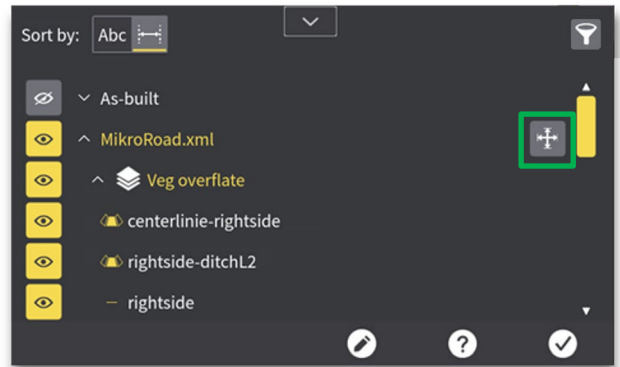 Sort by: Abc
As-built
MikroRoad.xml
Veg overflate
centerlinie-rightside
rightside-ditchL2
rightside
?